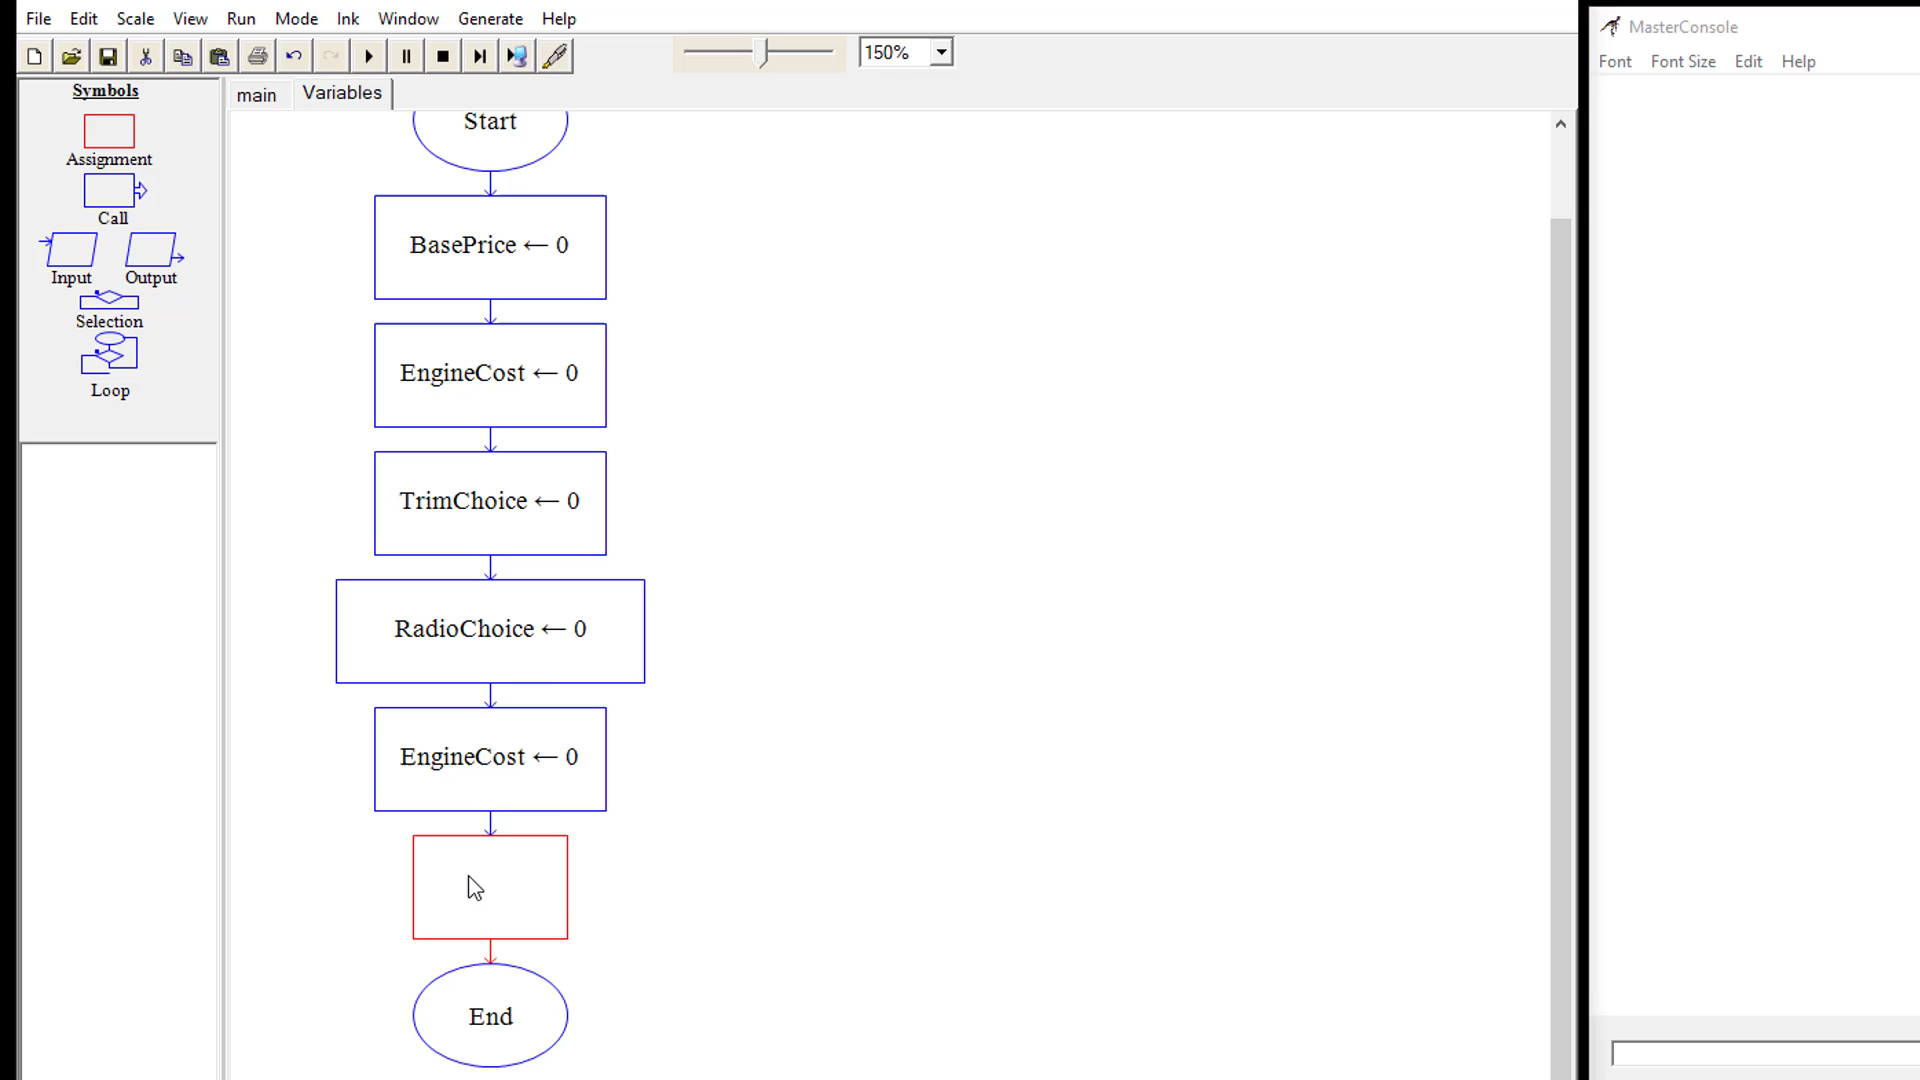 File Edit Scale View Run Mode Ink Window Generate Help
150%
MasterConsole
Font Font Size Edit Help
Symbols
Assignment
Call
Input Output
Selection
Loop
main Variables
Start
BasePrice ← 0
EngineCost ← 0
TrimChoice ← 0
RadioChoice ← 0
EngineCost ← 0
End